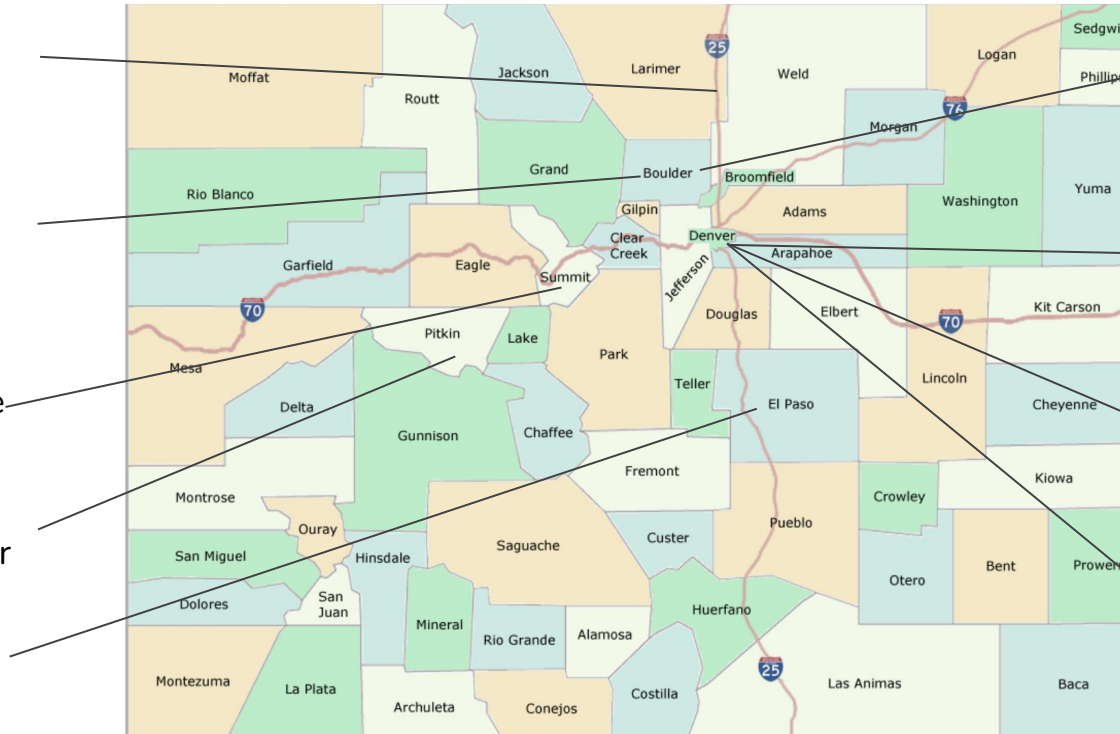 25
Logan
Sedgwi
Moffat
Jackson
Larimer
Weld
Phillip
Routt
76
Morgan
Grand
Boulder
Broomfield
Rio Blanco
Washington
Yuma
Gilpin
Adams
Clear
Creek
Denver
Arapahoe
Garfield
Eagle
Summit
Jefferson
70
Pitkin
Lake
Douglas
Elbert
70
Kit Carson
Mesa
Park
Teller
Lincoln
e
Delta
Gunnison
Chaffee
El Paso
Cheyenne
Montrose
Fremont
Crowley
Kiowa
Ouray
r
San Miguel
Hinsdale
Saguache
Custer
Pueblo
Otero
Bent
Prower
Dolores
San
Juan
Mineral
Rio Grande
Alamosa
Huerfano
Montezuma
La Plata
Archuleta
Conejos
Costilla
25
Las Animas
Baca